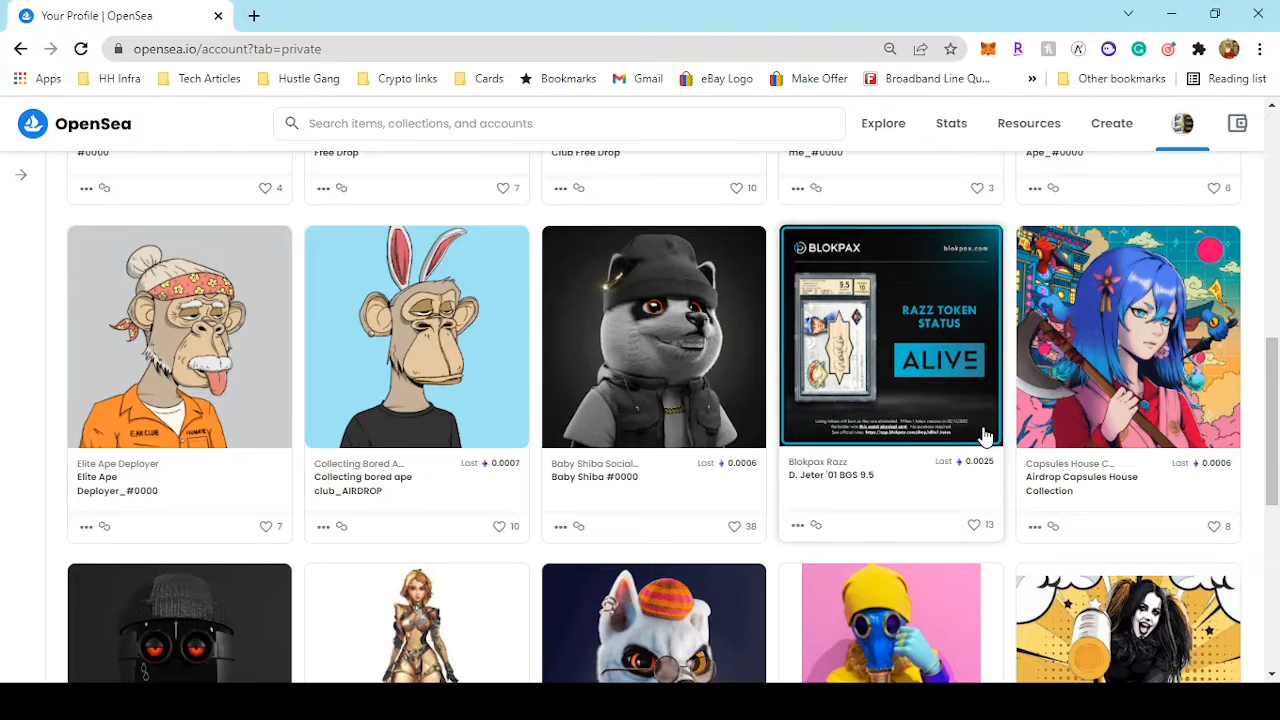 Your Profile | OpenSea
opensea.io/account?tab=private
Apps HH Infra Tech Articles Hustle Gang Crypto links Cards Bookmarks Gmail eBay Logo Make Offer Broadband Line Qu... » Other bookmarks Reading list
OpenSea Search items, collections, and accounts Explore Stats Resources Create
#0000 Free Drop Club Free Drop me_#0000 Ape_#0000
4 7 10 3 6
BLOKPAX blokpax.com
9.5
10
RAZZ TOKEN
STATUS
ALIVE
EAR CLUB
Elite Ape Deployer
Elite Ape
Deployer_#0000
7
Collecting Bored A... Last 0.0007
Collecting bored ape
club_AIRDROP
10
Baby Shiba Social... Last 0.0006
Baby Shiba #0000
38
Blokpax Razz Last 0.0025
D. Jeter '01 BGS 9.5
13
Capsules House C... Last 0.0006
Airdrop Capsules House
Collection
8